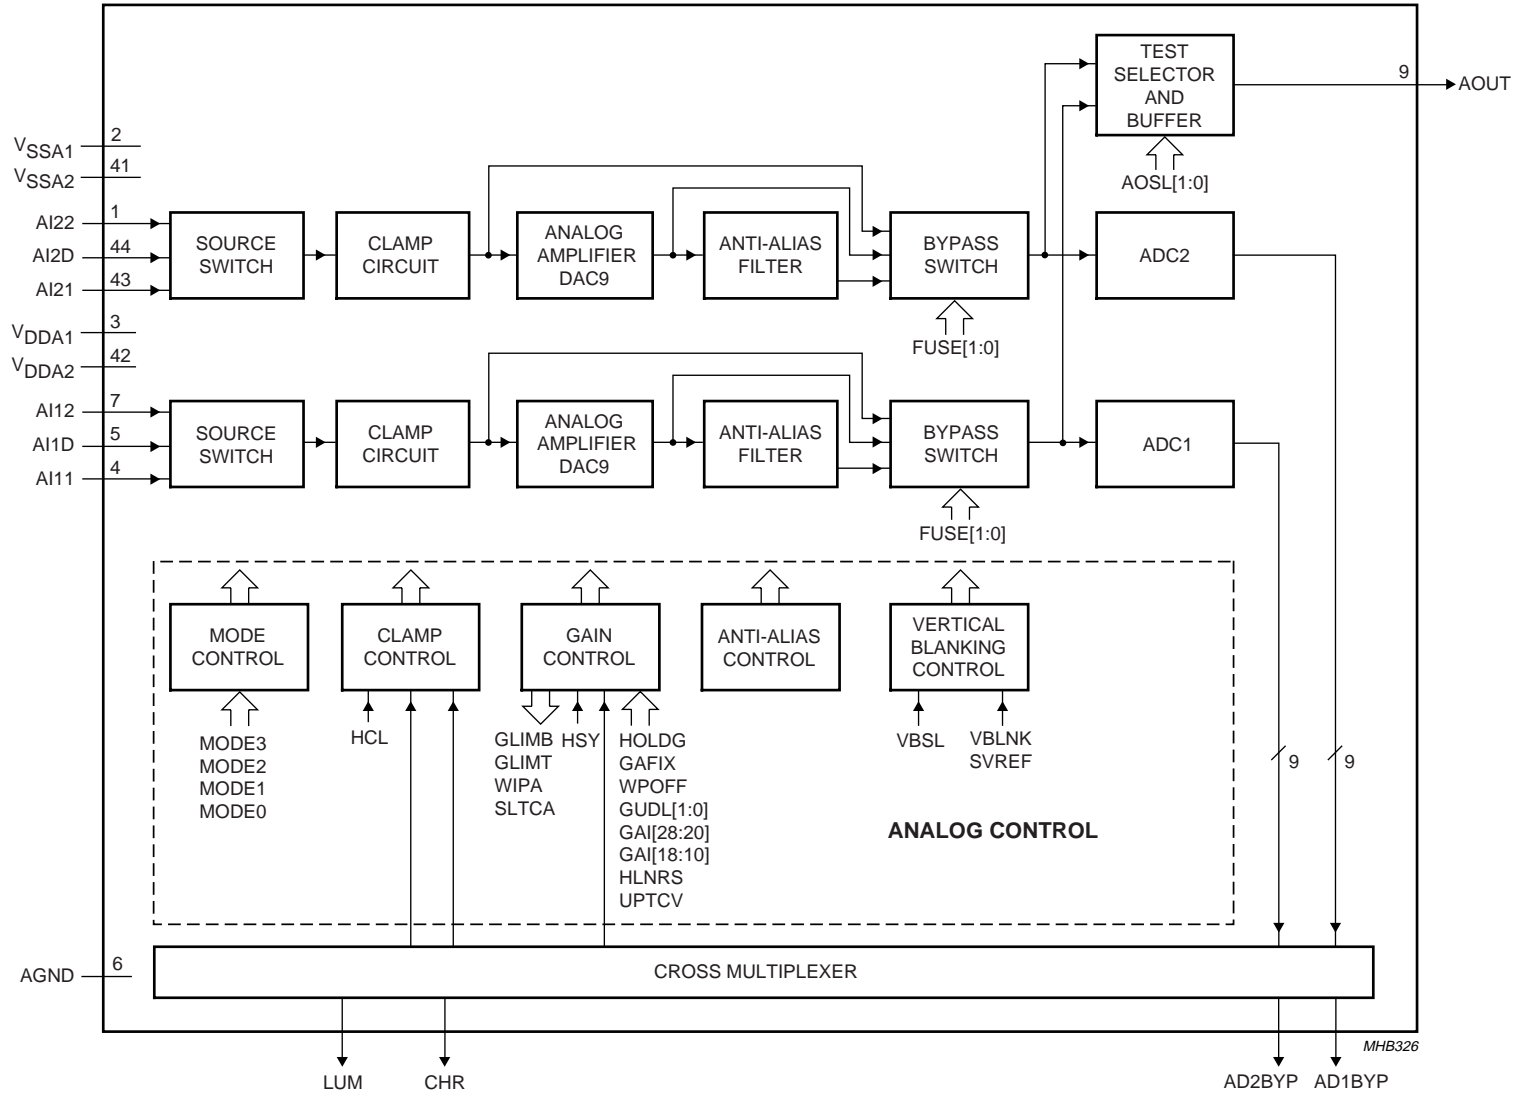 TEST
SELECTOR
AND
BUFFER
9
AOUT
AOSL[1:0]
VSSA1
2
VSSA2
41
AI22
1
AI2D
44
AI21
43
SOURCE
SWITCH
CLAMP
CIRCUIT
ANALOG
AMPLIFIER
DAC9
ANTI-ALIAS
FILTER
BYPASS
SWITCH
ADC2
FUSE[1:0]
VDDA1
3
VDDA2
42
AI12
7
AI1D
5
AI11
4
SOURCE
SWITCH
CLAMP
CIRCUIT
ANALOG
AMPLIFIER
DAC9
ANTI-ALIAS
FILTER
BYPASS
SWITCH
ADC1
FUSE[1:0]
MODE
CONTROL
CLAMP
CONTROL
GAIN
CONTROL
ANTI-ALIAS
CONTROL
VERTICAL
BLANKING
CONTROL
MODE3
MODE2
MODE1
MODE0
HCL
GLIMB
GLIMT
WIPA
SLTCA
HSY
HOLDG
GAFIX
WPOFF
GUDL[1:0]
GAI[28:20]
GAI[18:10]
HLNRS
UPTCV
VBSL
VBLNK
SVREF
9
9
ANALOG CONTROL
AGND
6
CROSS MULTIPLEXER
MHB326
LUM
CHR
AD2BYP
AD1BYP